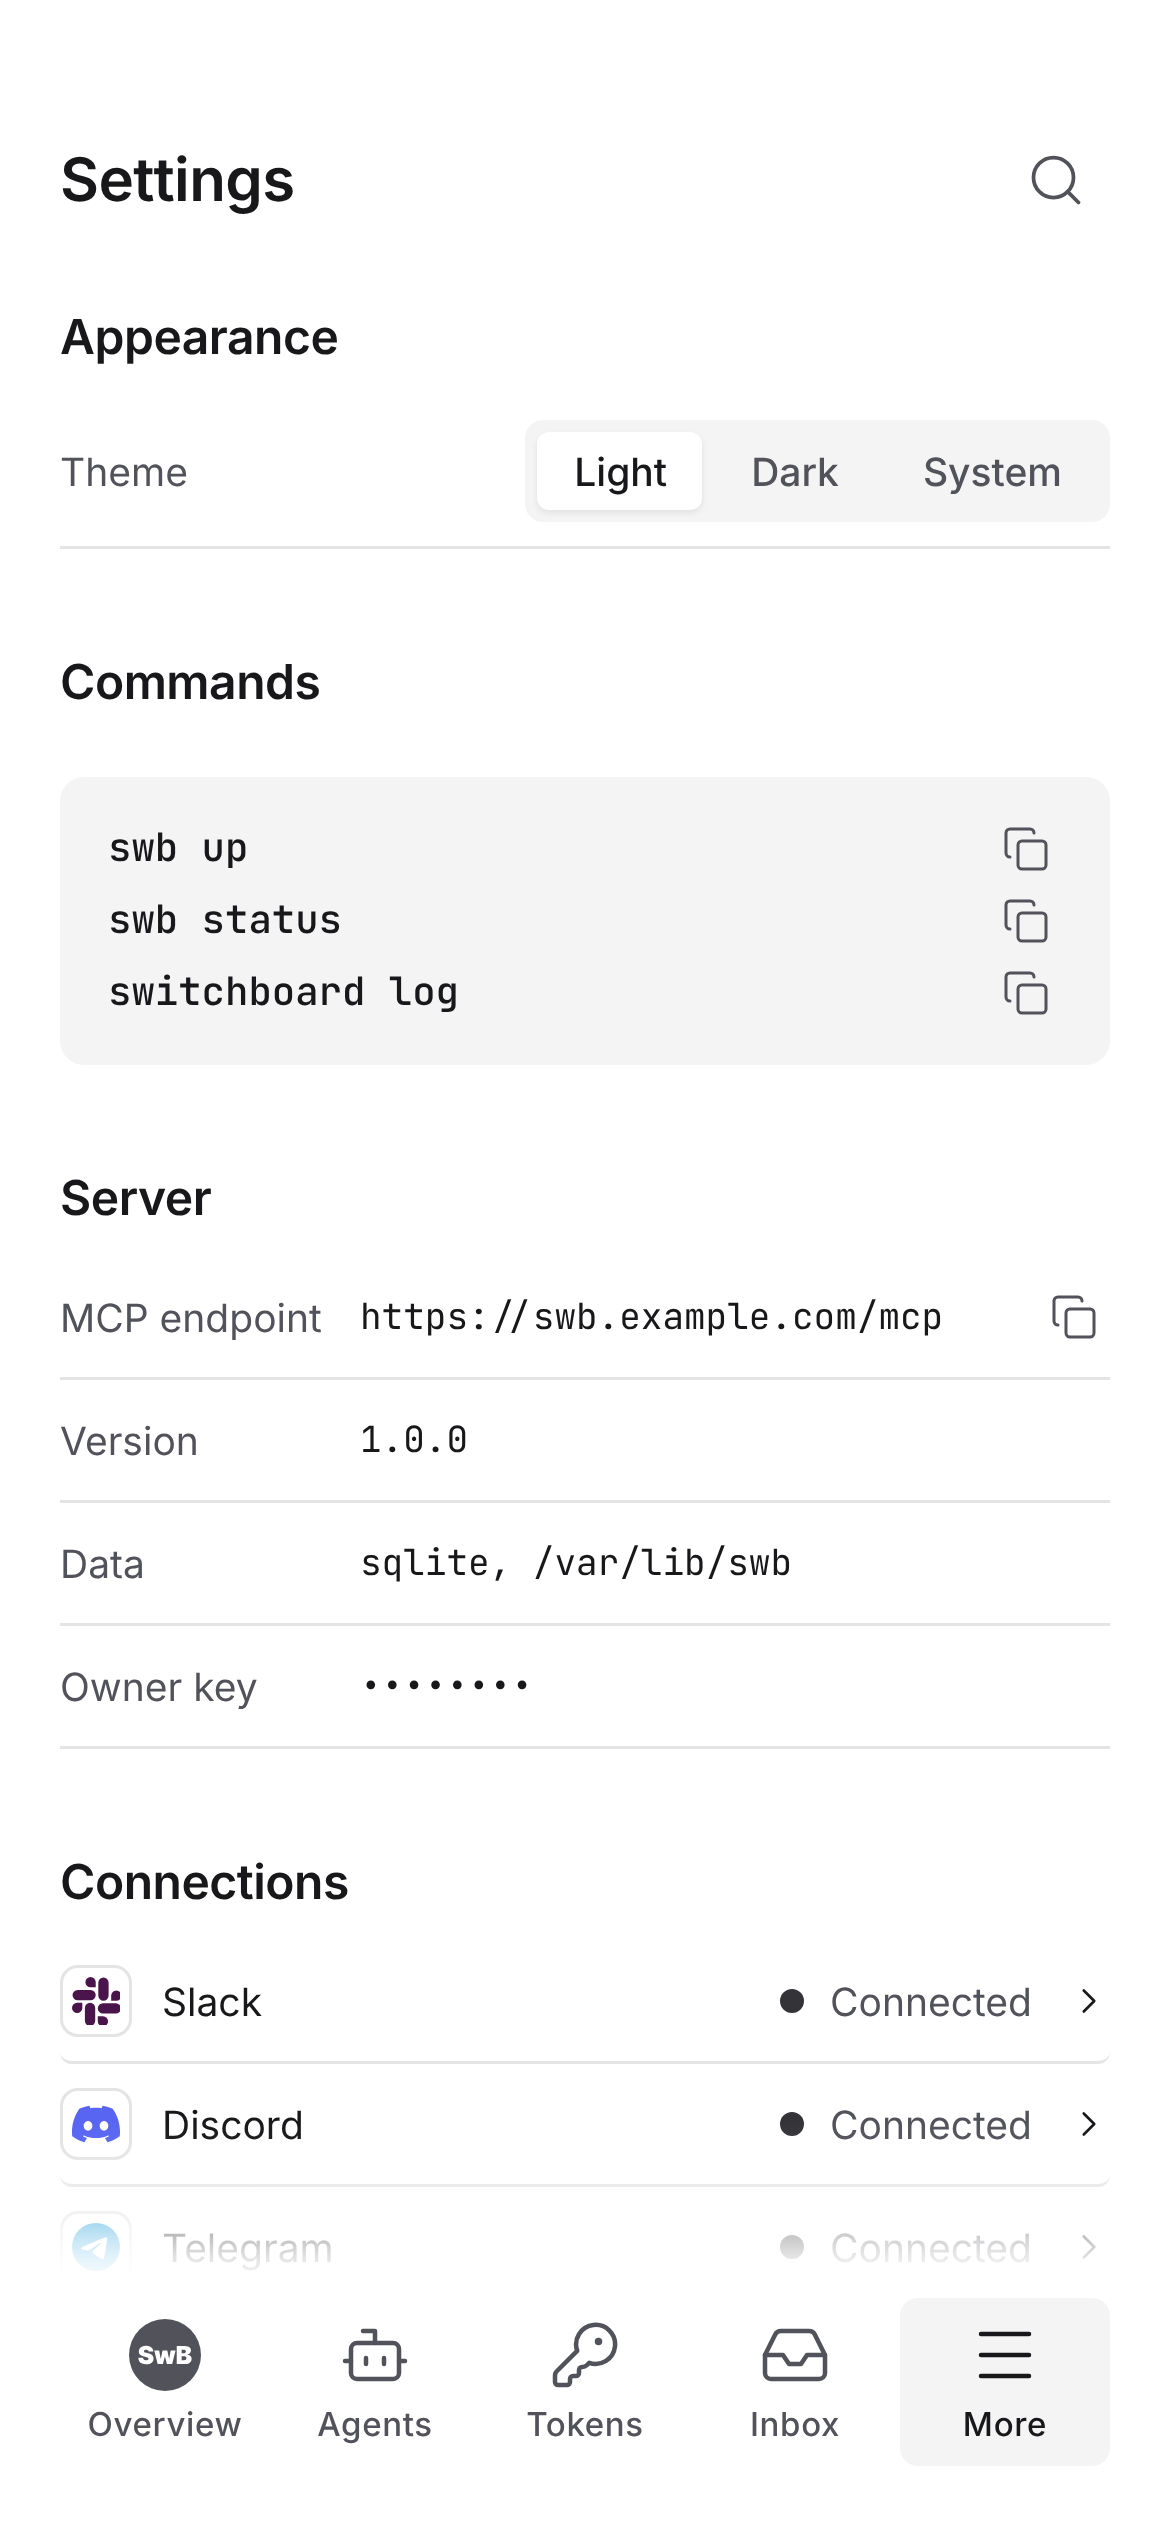 Settings
Appearance
Theme Light Dark System
Commands
swb up
swb status
switchboard log
Server
MCP endpoint https://swb.example.com/mcp
Version 1.0.0
Data sqlite, /var/lib/swb
Owner key ••••••••
Connections
Slack Connected
Discord Connected
Telegram Connected
SwB
Overview Agents Tokens Inbox More